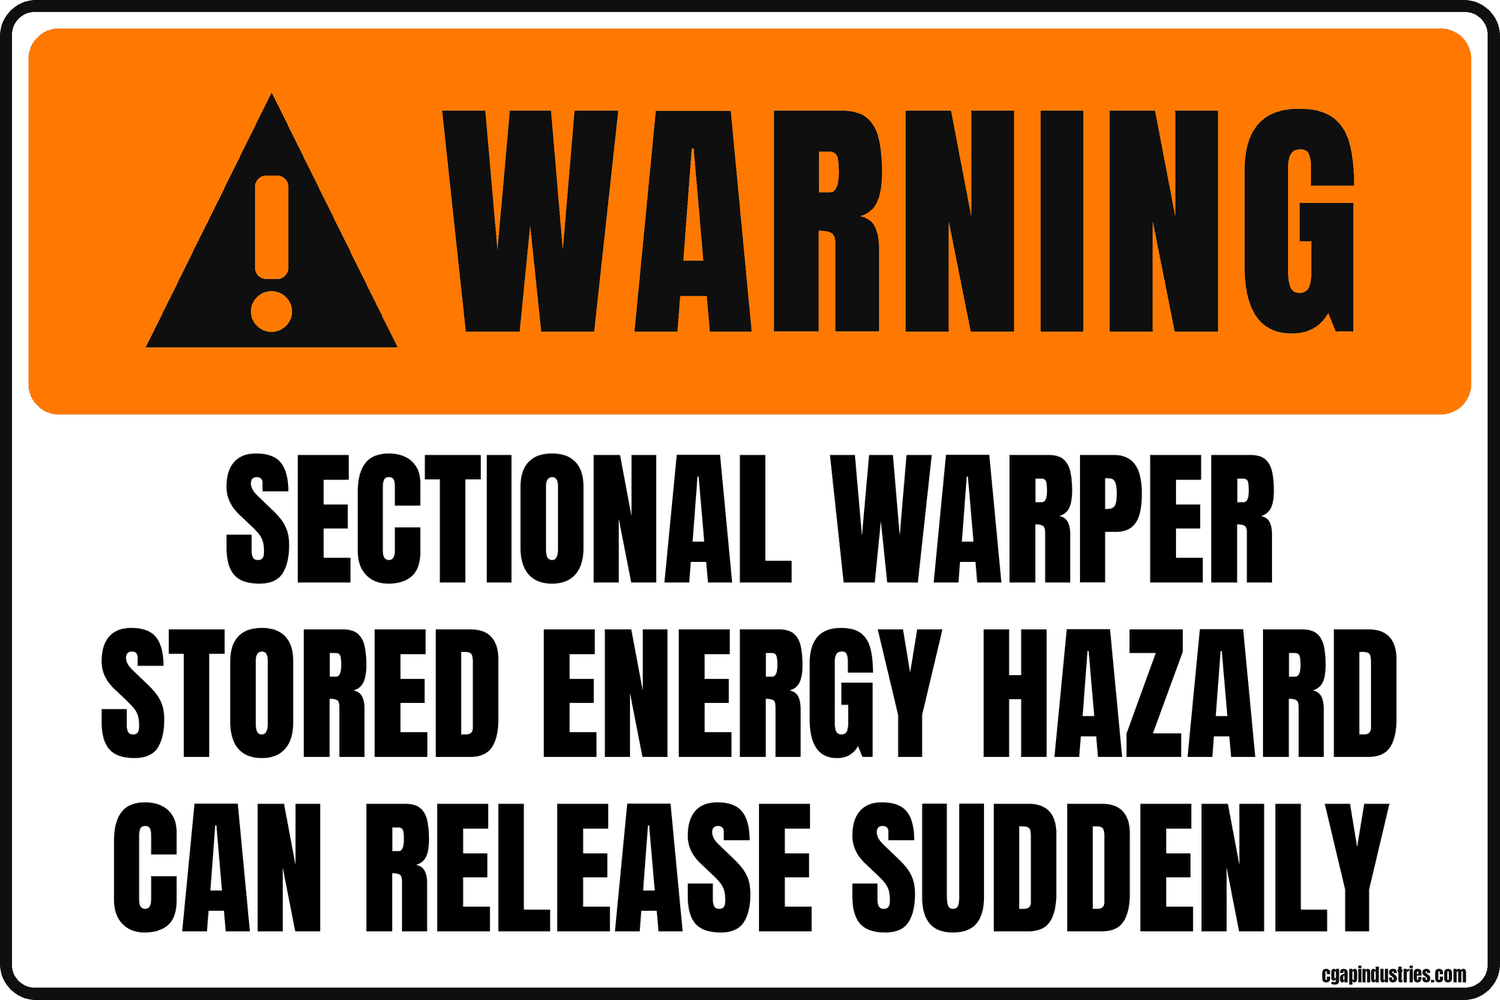 WARNING
SECTIONAL WARPER
STORED ENERGY HAZARD
CAN RELEASE SUDDENLY
cgapindustries.com